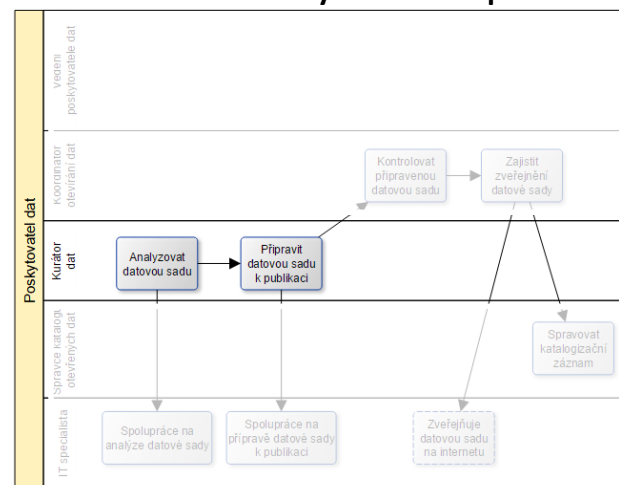 Poskytovatel dat
Vedení
poskytovatele dat
Koordinátor
otevírání dat
Kontrolovat
připravenou
datovou sadu
Zajistit
zveřejnění
datové sady
Kurátor
dat
Analyzovat
datovou sadu
Připravit
datovou sadu
k publikaci
Správce katalogu
otevřených dat
Spravovat
katalogizační
záznam
IT specialista
Spolupráce na
analýze datové sady
Spolupráce na
přípravě datové sady
k publikaci
Zveřejňuje
datovou sadu
na internetu